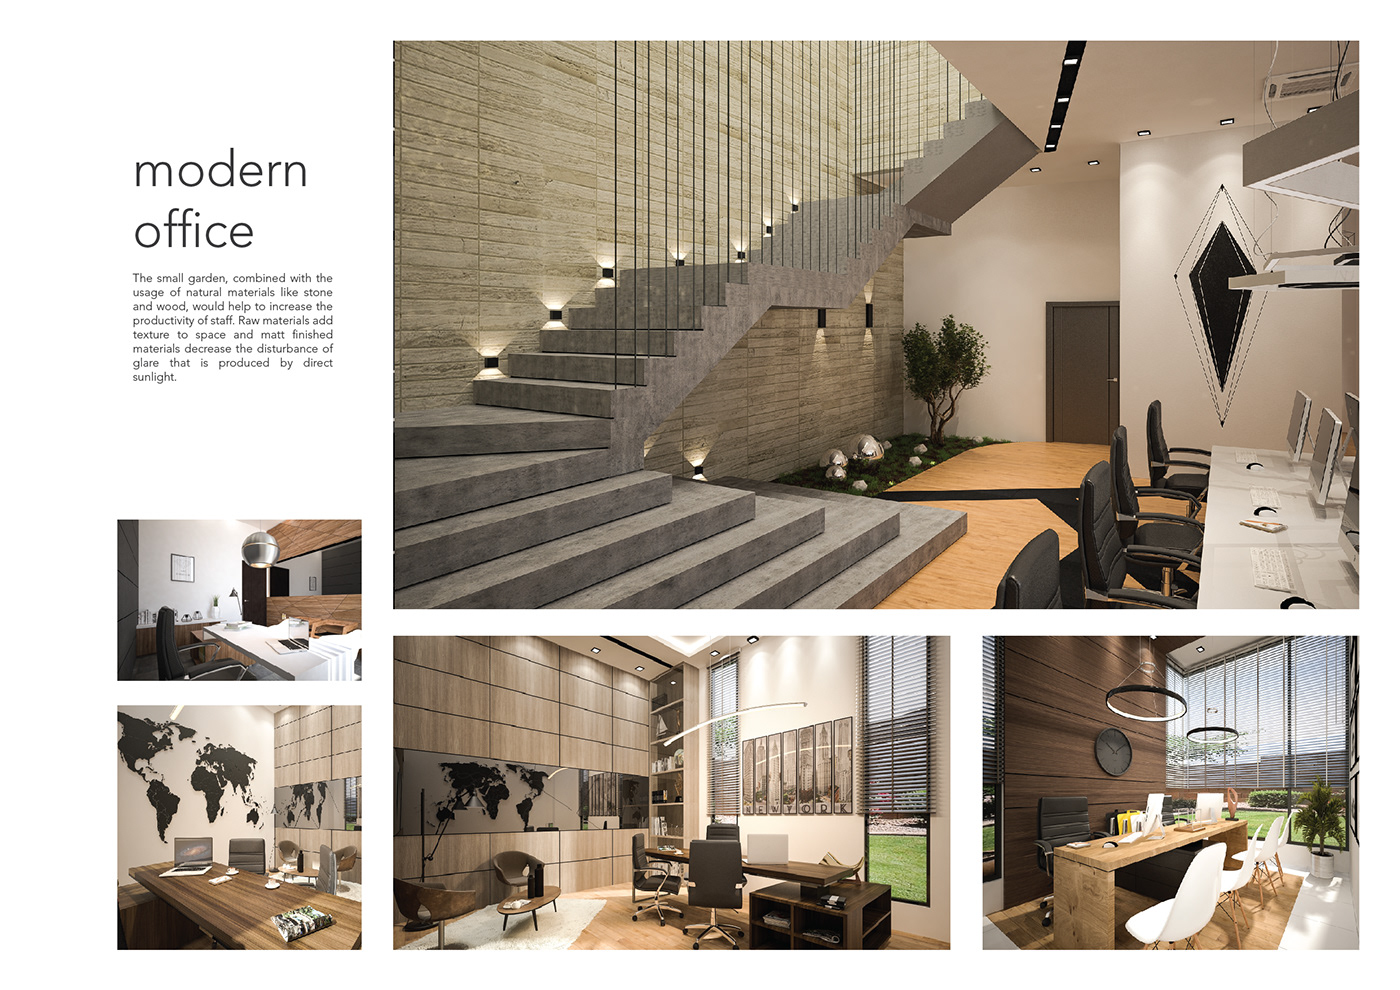 modern
office
The small garden, combined with the
usage of natural materials like stone
and wood, would help to increase the
productivity of staff. Raw materials add
texture to space and matt finished
materials decrease the disturbance of
glare that is produced by direct
sunlight.
NEW YORK